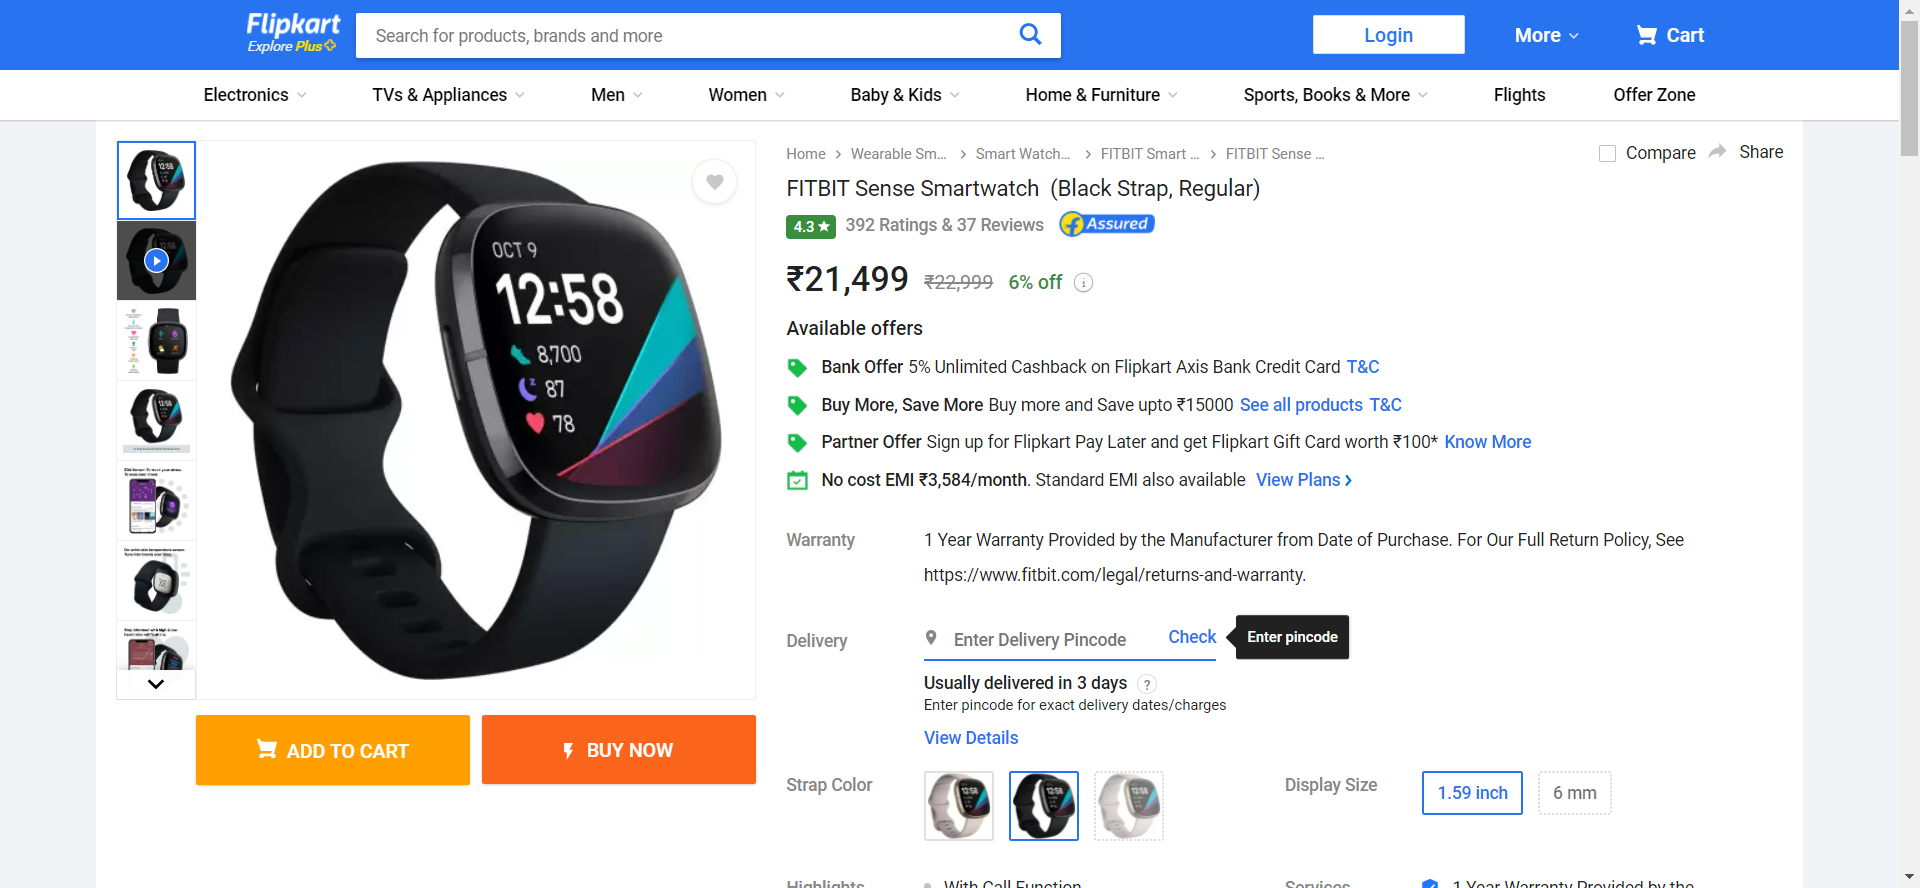 Flipkart
Explore Plus
Search for products, brands and more
Login
More
Cart
Electronics
TVs & Appliances
Men
Women
Baby & Kids
Home & Furniture
Sports, Books & More
Flights
Offer Zone
Home > Wearable Sm... > Smart Watch... > FITBIT Smart ... > FITBIT Sense ...
Compare
Share
FITBIT Sense Smartwatch (Black Strap, Regular)
4.3 ★ 392 Ratings & 37 Reviews
Assured
₹21,499 ₹22,999 6% off
Available offers
Bank Offer 5% Unlimited Cashback on Flipkart Axis Bank Credit Card T&C
Buy More, Save More Buy more and Save upto ₹15000 See all products T&C
Partner Offer Sign up for Flipkart Pay Later and get Flipkart Gift Card worth ₹100* Know More
No cost EMI ₹3,584/month. Standard EMI also available View Plans
OCT 9
12:58
8,700
87
78
ADD TO CART
BUY NOW
Warranty
1 Year Warranty Provided by the Manufacturer from Date of Purchase. For Our Full Return Policy, See
https://www.fitbit.com/legal/returns-and-warranty.
Delivery
Enter Delivery Pincode
Check
Enter pincode
Usually delivered in 3 days ?
Enter pincode for exact delivery dates/charges
View Details
Strap Color
Display Size
1.59 inch
6 mm
Highlights
With Call Function
Services
1 Year Warranty Provided by the